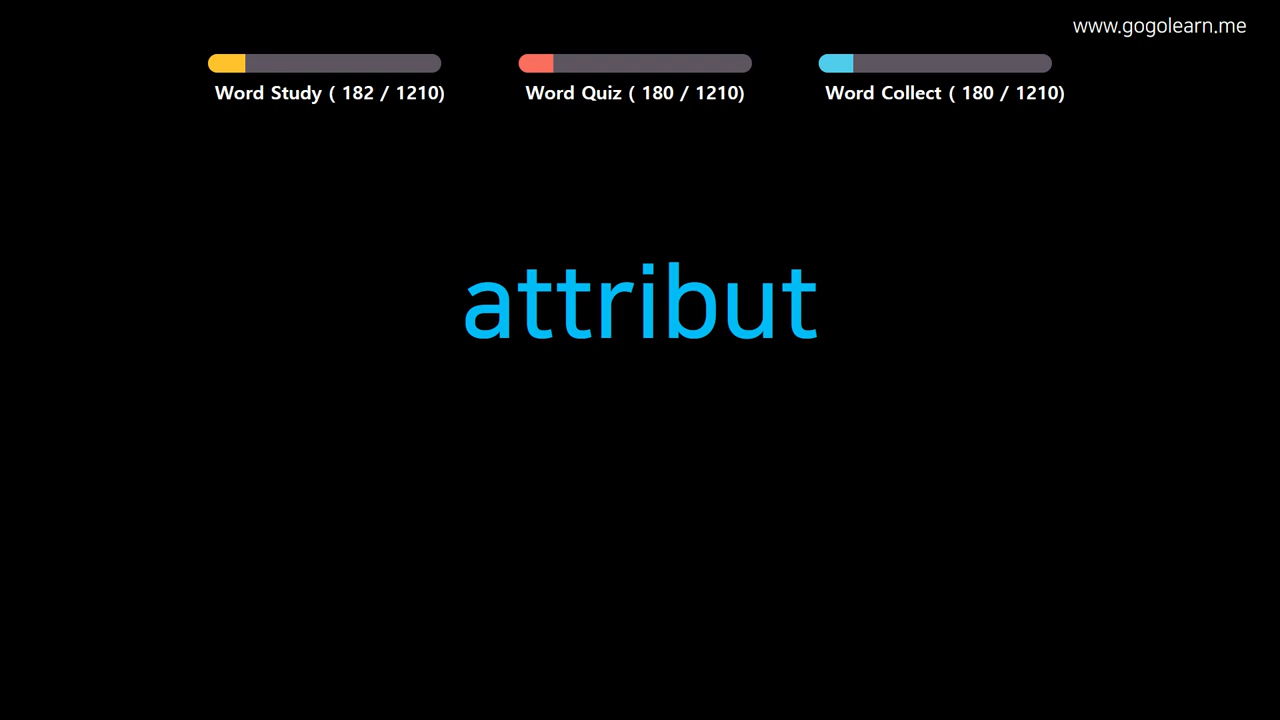 www.gogolearn.me
Word Study ( 182 / 1210)
Word Quiz ( 180 / 1210)
Word Collect ( 180 / 1210)
attribut